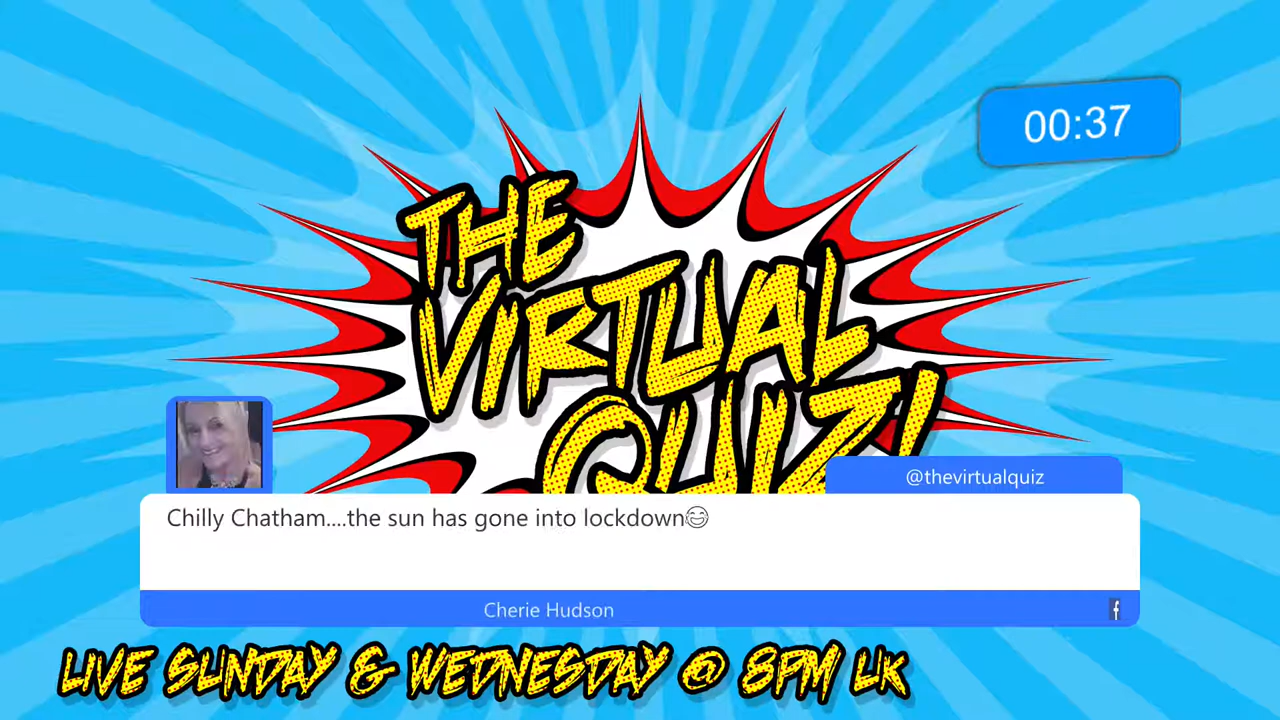 00:37
THE
VIRTUAL
QUIZ!
@thevirtualquiz
Chilly Chatham....the sun has gone into lockdown😂
Cherie Hudson
f
LIVE SUNDAY & WEDNESDAY @ 8PM UK